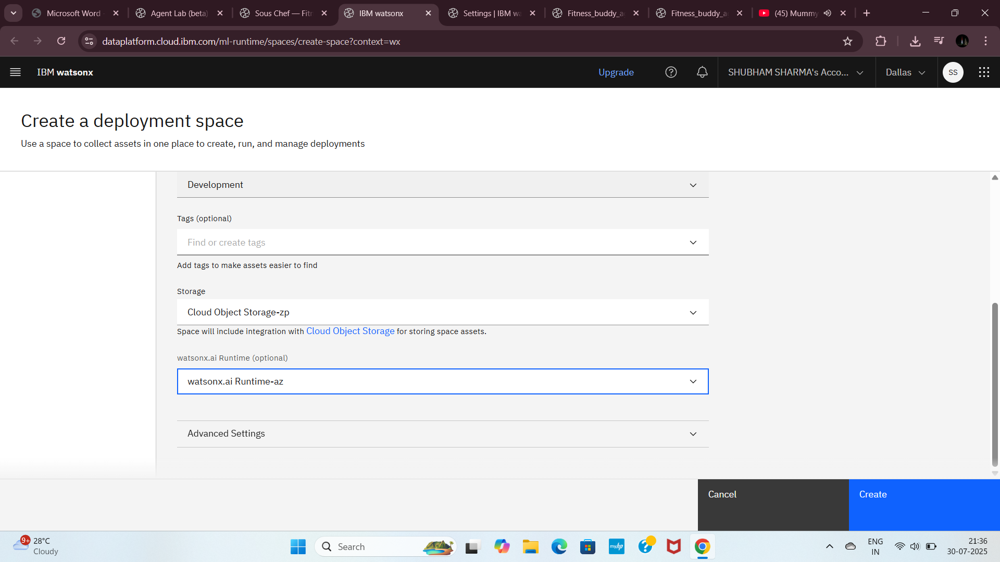 Microsoft Word -
Agent Lab (beta)
Sous Chef — Fit
IBM watsonx
Settings | IBM wa
Fitness_buddy_a
Fitness_buddy_a
(45) Mummy
dataplatform.cloud.ibm.com/ml-runtime/spaces/create-space?context=wx
IBM watsonx
Upgrade
SHUBHAM SHARMA's Acco...
Dallas
SS
Create a deployment space
Use a space to collect assets in one place to create, run, and manage deployments
Development
Tags (optional)
Find or create tags
Add tags to make assets easier to find
Storage
Cloud Object Storage-zp
Space will include integration with Cloud Object Storage for storing space assets.
watsonx.ai Runtime (optional)
watsonx.ai Runtime-az
Advanced Settings
Cancel
Create
9+
28°C
Cloudy
Search
myhp
ENG
IN
21:36
30-07-2025